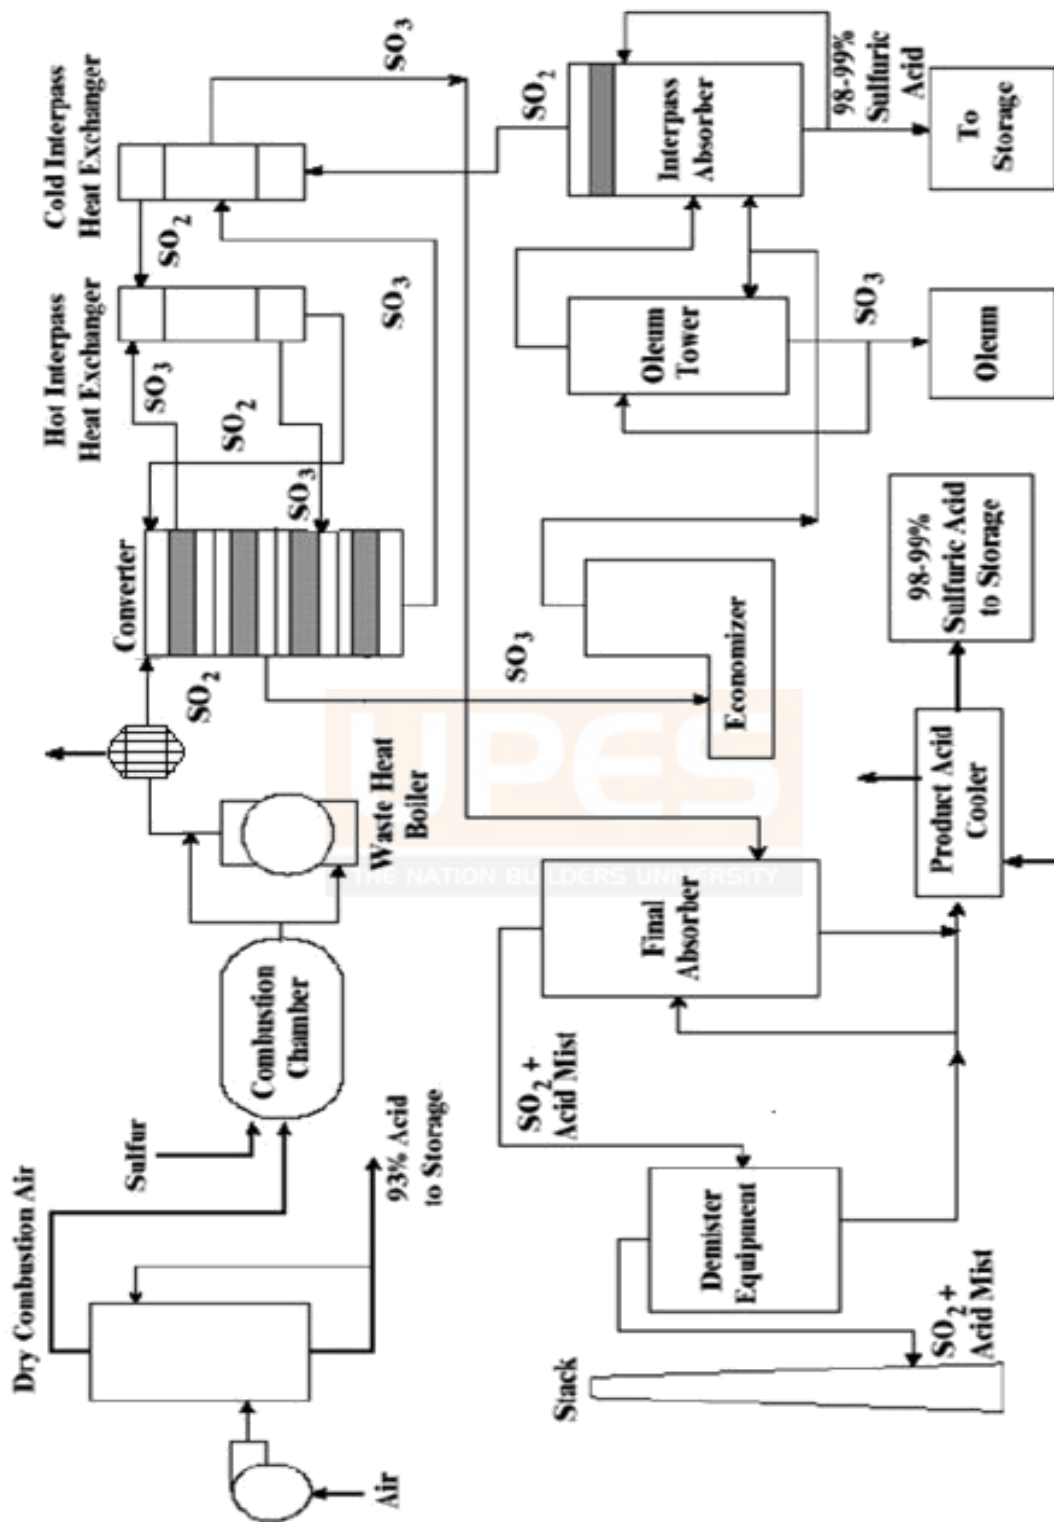 Dry Combustion Air
Sulfur
Air
93% Acid
to Storage
Combustion
Chamber
Waste Heat
Boiler
SO2
Converter
SO3
SO2
SO3
Hot Interpass
Heat Exchanger
SO2
Cold Interpass
Heat Exchanger
SO3
SO3
Stack
SO2 +
Acid Mist
Demister
Equipment
SO2 +
Acid Mist
Final
Absorber
SO3
Economizer
Oleum
Tower
SO3
Oleum
SO2
Interpass
Absorber
98-99%
Sulfuric
Acid
To
Storage
Product Acid
Cooler
98-99%
Sulfuric Acid
to Storage
UPES
THE NATION BUILDERS UNIVERSITY